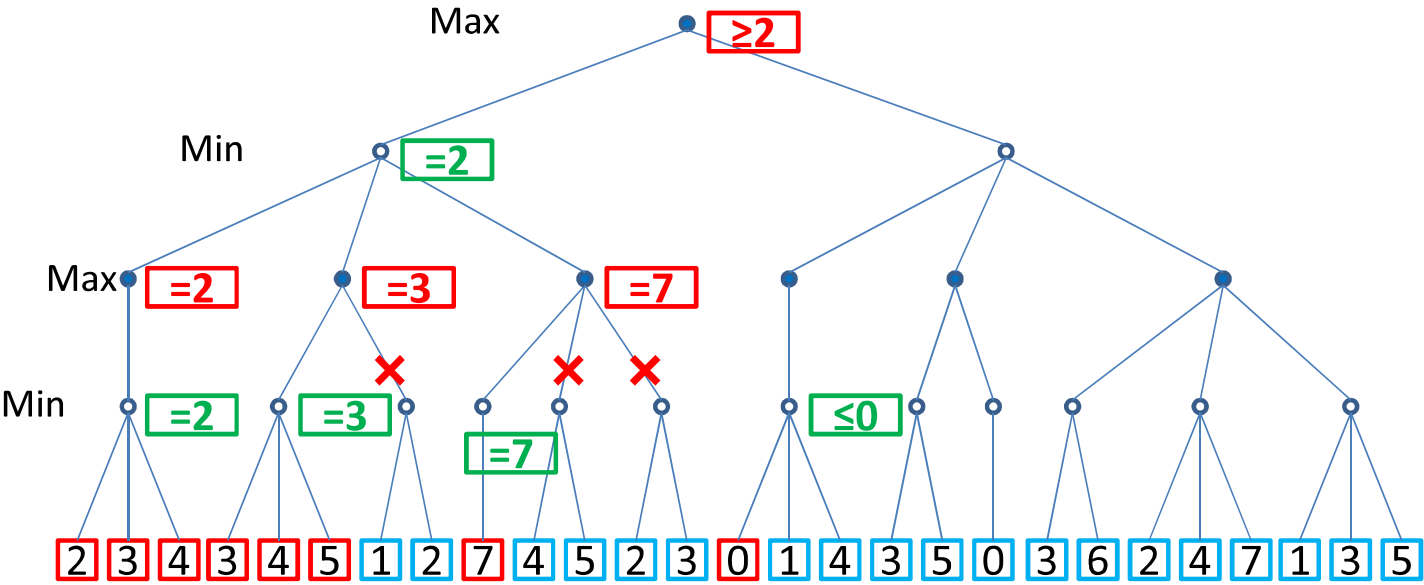 Max ≥2
Min =2
Max =2 =3 =7
Min =2 =3 ≤0
=7
2 3 4 3 4 5 1 2 7 4 5 2 3 0 1 4 3 5 0 3 6 2 4 7 1 3 5